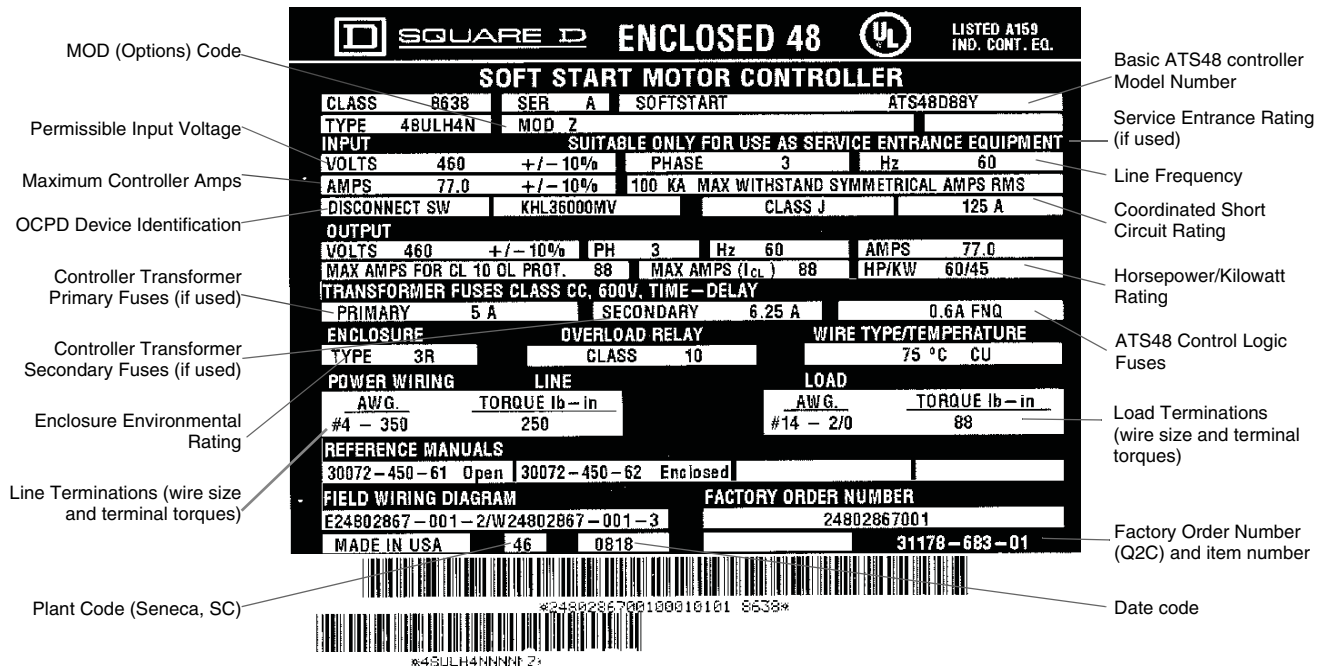 SQUARE D ENCLOSED 48 UL LISTED A159
IND. CONT. EQ.
SOFT START MOTOR CONTROLLER
CLASS 8638 SER A SOFTSTART ATS48D88Y
TYPE 48ULH4N MOD Z
INPUT SUITABLE ONLY FOR USE AS SERVICE ENTRANCE EQUIPMENT
VOLTS 460 +/-10% PHASE 3 Hz 60
AMPS 77.0 +/-10% 100 KA MAX WITHSTAND SYMMETRICAL AMPS RMS
DISCONNECT SW KHL36000MV CLASS J 125 A
OUTPUT
VOLTS 460 +/-10% PH 3 Hz 60 AMPS 77.0
MAX AMPS FOR CL 10 OL PROT. 88 MAX AMPS (ICL) 88 HP/KW 60/45
TRANSFORMER FUSES CLASS CC, 600V, TIME-DELAY
PRIMARY 5 A SECONDARY 6.25 A 0.6A FNQ
ENCLOSURE OVERLOAD RELAY WIRE TYPE/TEMPERATURE
TYPE 3R CLASS 10 75 °C CU
POWER WIRING LINE LOAD
AWG. TORQUE lb-in AWG. TORQUE lb-in
#4 - 350 250 #14 - 2/0 88
REFERENCE MANUALS
30072-450-61 Open 30072-450-62 Enclosed
FIELD WIRING DIAGRAM FACTORY ORDER NUMBER
E24802867-001-2/W24802867-001-3 24802867001
MADE IN USA 46 0818 31178-683-01
*2480286700100010101 8638*
MOD (Options) Code
Permissible Input Voltage
Maximum Controller Amps
OCPD Device Identification
Controller Transformer
Primary Fuses (if used)
Controller Transformer
Secondary Fuses (if used)
Enclosure Environmental
Rating
Line Terminations (wire size
and terminal torques)
Plant Code (Seneca, SC)
Basic ATS48 controller
Model Number
Service Entrance Rating
(if used)
Line Frequency
Coordinated Short
Circuit Rating
Horsepower/Kilowatt
Rating
ATS48 Control Logic
Fuses
Load Terminations
(wire size and terminal
torques)
Factory Order Number
(Q2C) and item number
Date code